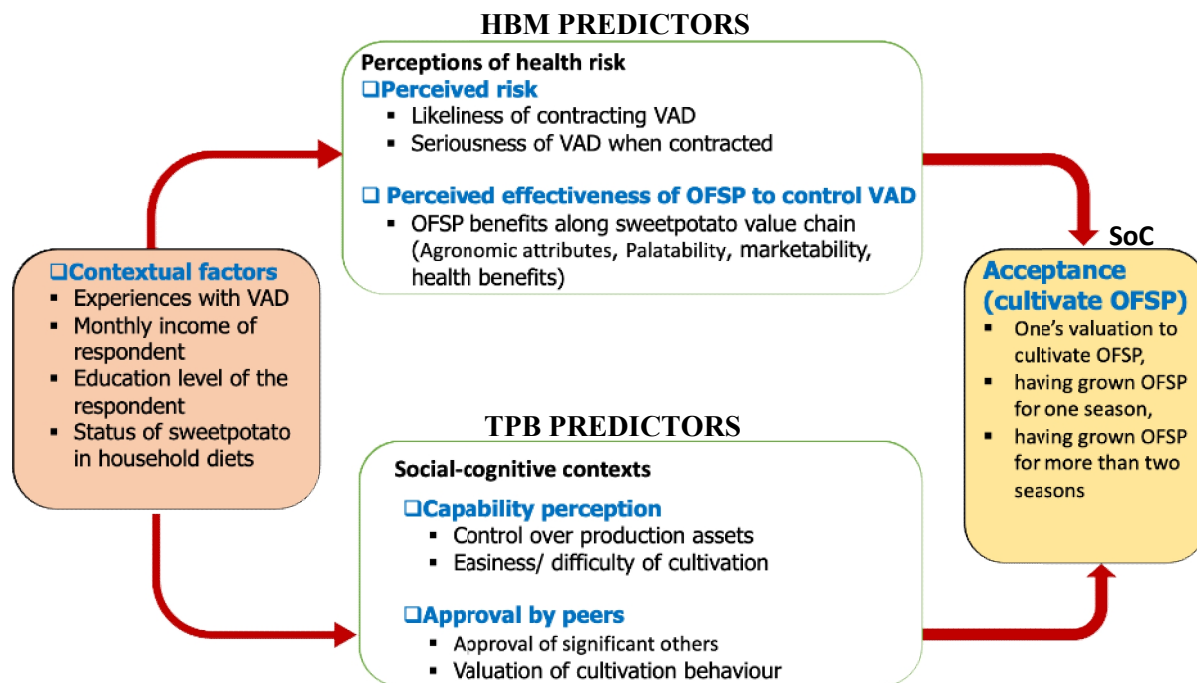 HBM PREDICTORS
Perceptions of health risk
❑Perceived risk
▪ Likeliness of contracting VAD
▪ Seriousness of VAD when contracted
❑ Perceived effectiveness of OFSP to control VAD
▪ OFSP benefits along sweetpotato value chain
(Agronomic attributes, Palatability, marketability,
health benefits)
❑Contextual factors
▪ Experiences with VAD
▪ Monthly income of
respondent
▪ Education level of the
respondent
▪ Status of sweetpotato
in household diets
TPB PREDICTORS
Social-cognitive contexts
❑Capability perception
▪ Control over production assets
▪ Easiness/ difficulty of cultivation
❑Approval by peers
▪ Approval of significant others
▪ Valuation of cultivation behaviour
SoC
Acceptance
(cultivate OFSP)
▪ One’s valuation to
cultivate OFSP,
▪ having grown OFSP
for one season,
▪ having grown OFSP
for more than two
seasons